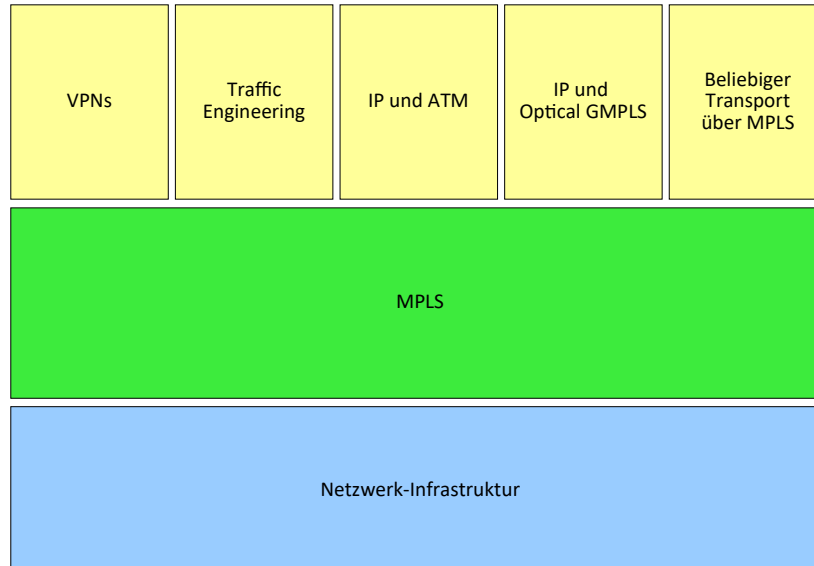 VPNs
Traffic
Engineering
IP und ATM
IP und
Optical GMPLS
Beliebiger
Transport
über MPLS
MPLS
Netzwerk-Infrastruktur